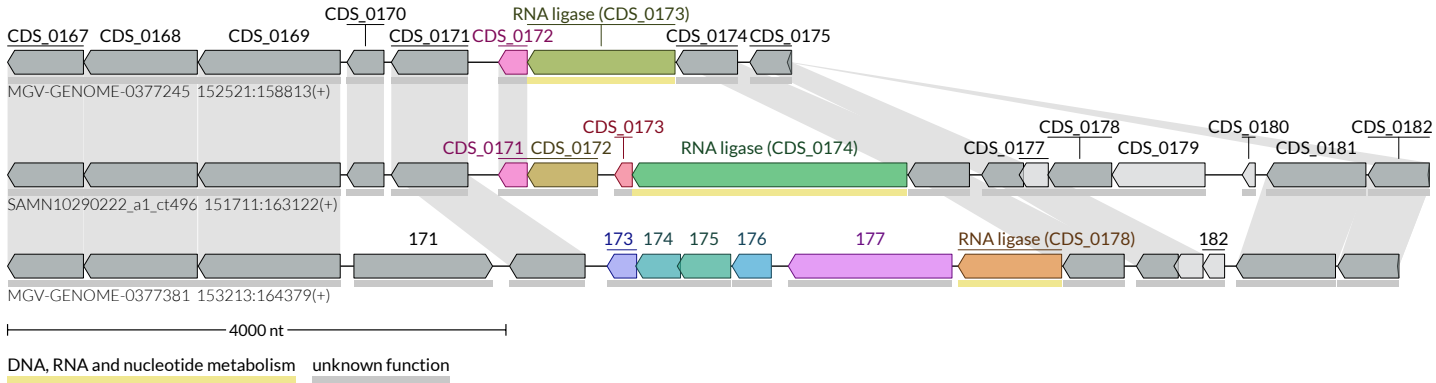 CDS_0170 RNA ligase (CDS_0173)
CDS_0167 CDS_0168 CDS_0169 CDS_0171 CDS_0172 CDS_0174 CDS_0175
MGV-GENOME-0377245 152521:158813(+)
CDS_0173 CDS_0178 CDS_0180 CDS_0182
CDS_0171 CDS_0172 RNA ligase (CDS_0174) CDS_0177 CDS_0179 CDS_0181
SAMN10290222_a1_ct496 151711:163122(+)
171 173 174 175 176 177 RNA ligase (CDS_0178) 182
MGV-GENOME-0377381 153213:164379(+)
4000 nt
DNA, RNA and nucleotide metabolism unknown function